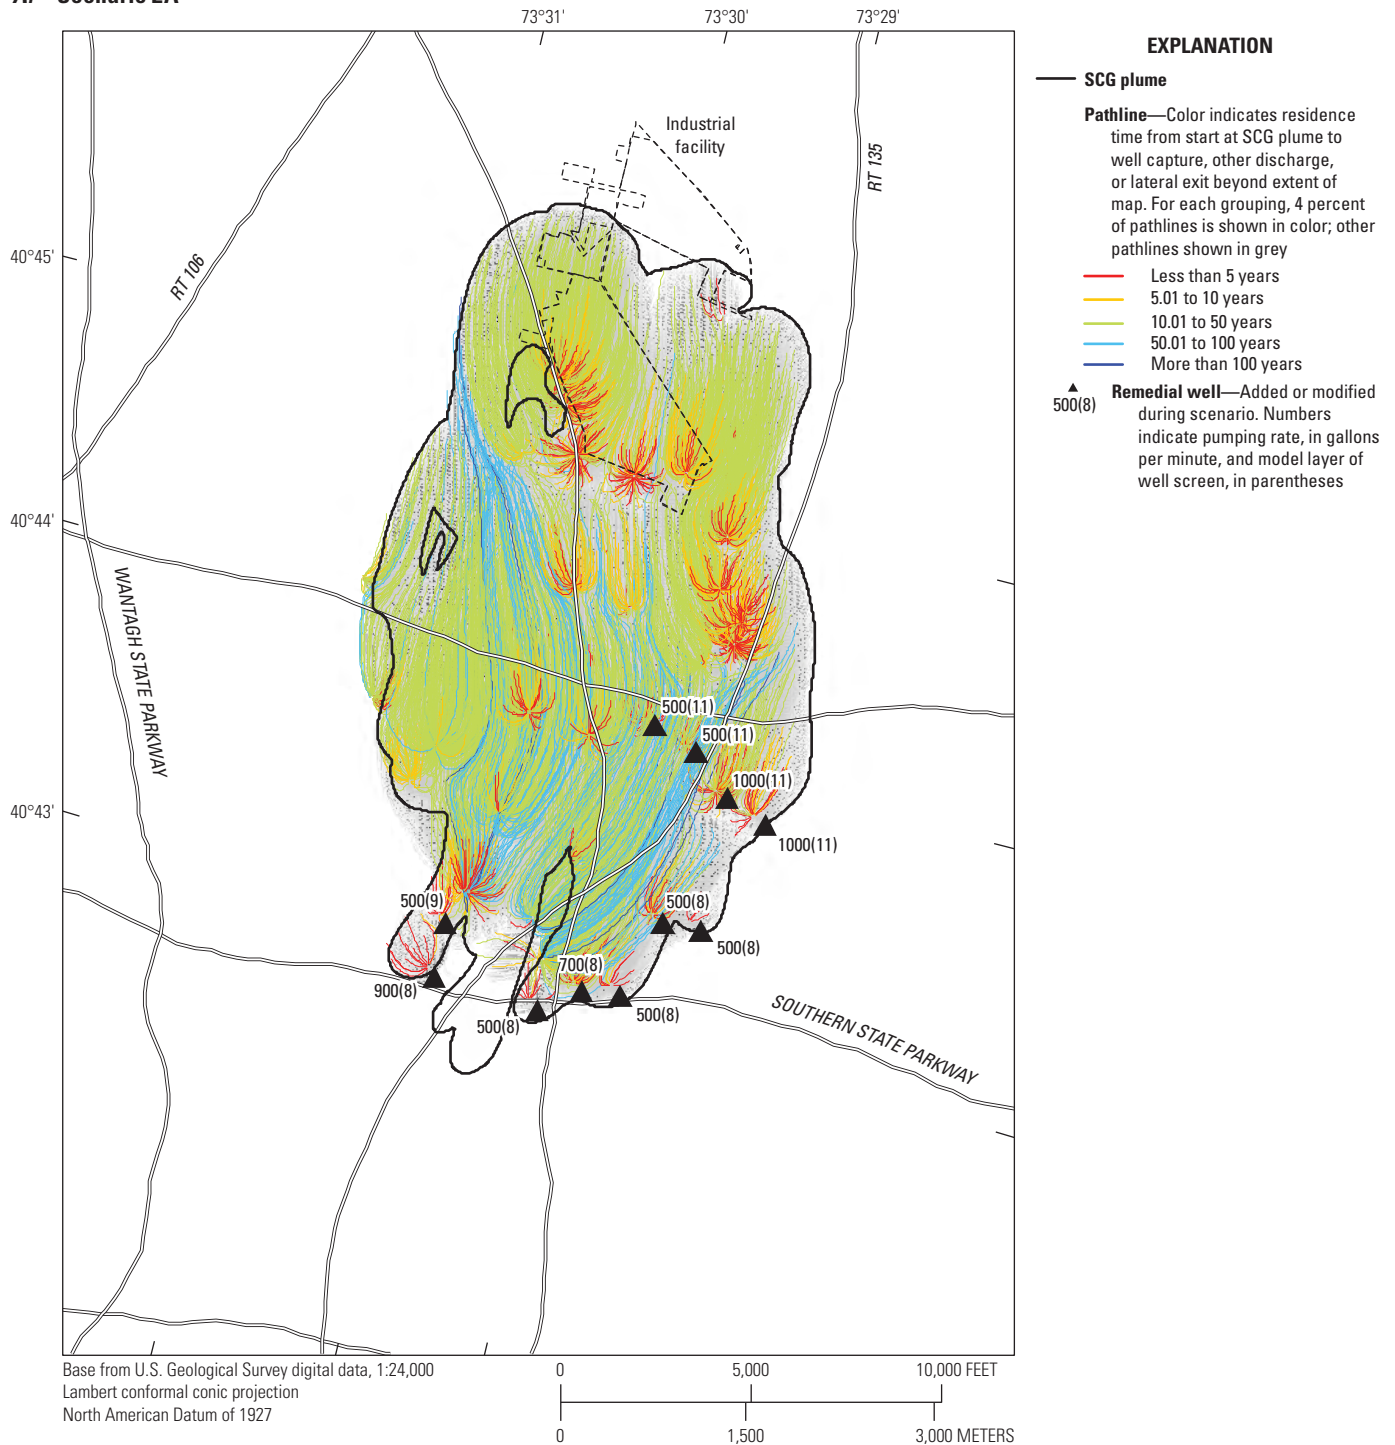 73°31'
73°30'
73°29'
EXPLANATION
SCG plume
Pathline—Color indicates residence
time from start at SCG plume to
well capture, other discharge,
or lateral exit beyond extent of
map. For each grouping, 4 percent
of pathlines is shown in color; other
pathlines shown in grey
Less than 5 years
5.01 to 10 years
10.01 to 50 years
50.01 to 100 years
More than 100 years
500(8)
Remedial well—Added or modified
during scenario. Numbers
indicate pumping rate, in gallons
per minute, and model layer of
well screen, in parentheses
Industrial
facility
RT 135
RT 106
40°45'
40°44'
40°43'
WANTAGH STATE PARKWAY
500(11)
500(11)
1000(11)
1000(11)
500(9)
500(8)
500(8)
700(8)
900(8)
500(8)
500(8)
SOUTHERN STATE PARKWAY
Base from U.S. Geological Survey digital data, 1:24,000
Lambert conformal conic projection
North American Datum of 1927
0 5,000 10,000 FEET
0 1,500 3,000 METERS